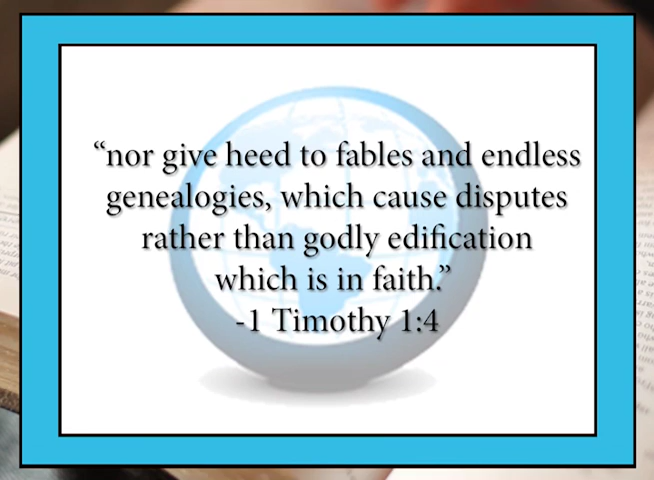 “nor give heed to fables and endless
genealogies, which cause disputes
rather than godly edification
which is in faith.”
-1 Timothy 1:4